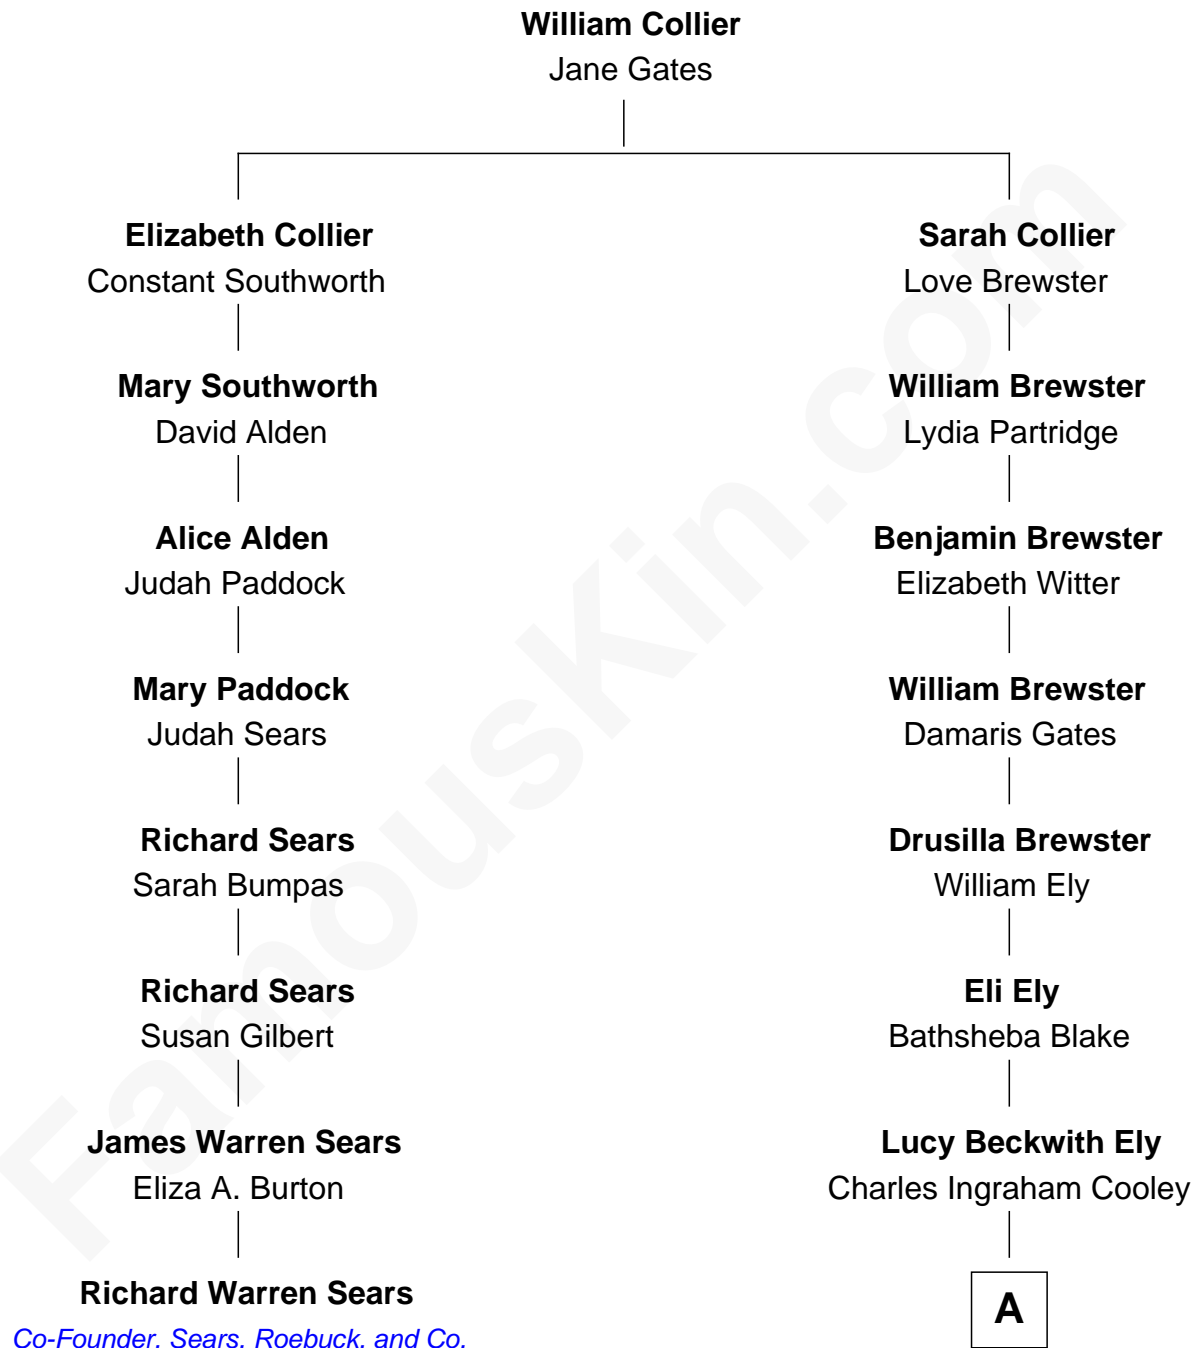 William Collier
Jane Gates
Elizabeth Collier
Constant Southworth
Sarah Collier
Love Brewster
Mary Southworth
David Alden
William Brewster
Lydia Partridge
Alice Alden
Judah Paddock
Benjamin Brewster
Elizabeth Witter
Mary Paddock
Judah Sears
William Brewster
Damaris Gates
Richard Sears
Sarah Bumpas
Drusilla Brewster
William Ely
Richard Sears
Susan Gilbert
Eli Ely
Bathsheba Blake
James Warren Sears
Eliza A. Burton
Lucy Beckwith Ely
Charles Ingraham Cooley
Richard Warren Sears
Co-Founder, Sears, Roebuck, and Co.
A
FamousKin.com